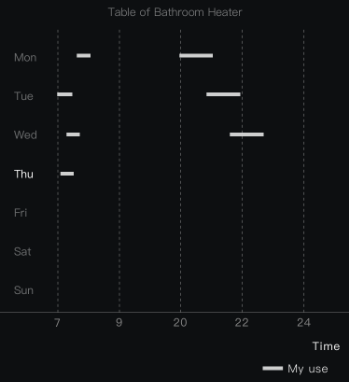 Table of Bathroom Heater
Mon
Tue
Wed
Thu
Fri
Sat
Sun
7 9 20 22 24
Time
My use